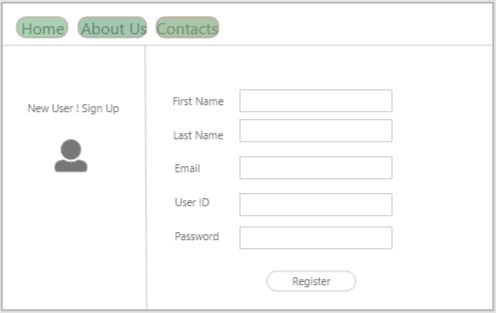 Home About Us Contacts
New User ! Sign Up
First Name
Last Name
Email
User ID
Password
Register